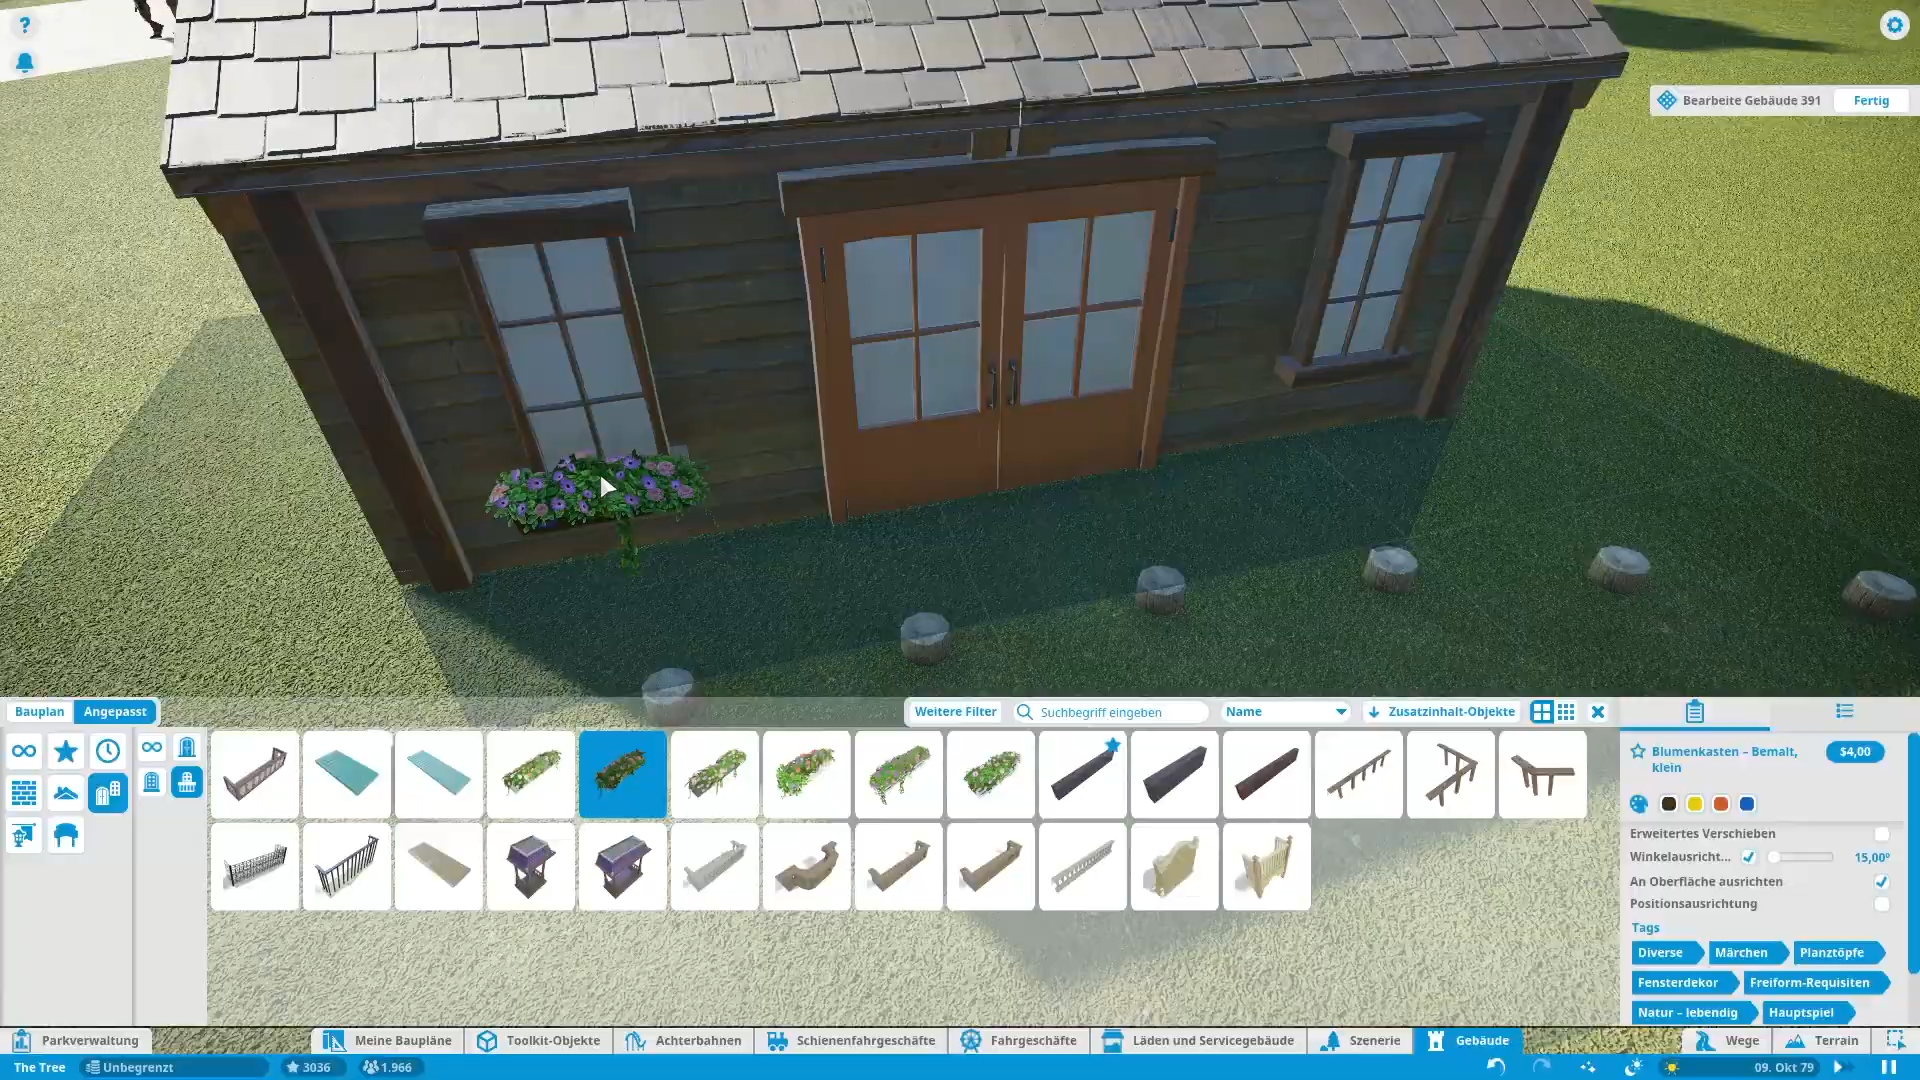 ?
Bearbeite Gebäude 391
Fertig
Bauplan
Angepasst
Weitere Filter
Suchbegriff eingeben
Name
Zusatzinhalt-Objekte
Blumenkasten – Bemalt,
klein
$4,00
Erweitertes Verschieben
Winkelausricht...
15,00°
An Oberfläche ausrichten
Positionsausrichtung
Tags
Diverse
Märchen
Planztöpfe
Fensterdekor
Freiform-Requisiten
Natur – lebendig
Hauptspiel
Parkverwaltung
Meine Baupläne
Toolkit-Objekte
Achterbahnen
Schienenfahrgeschäfte
Fahrgeschäfte
Läden und Servicegebäude
Szenerie
Gebäude
Wege
Terrain
The Tree
Unbegrenzt
3036
1.966
09. Okt 79